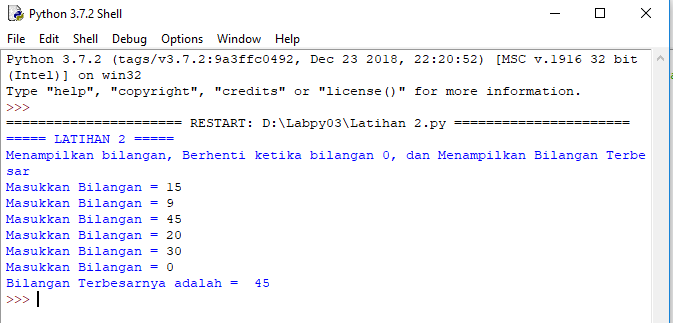 Python 3.7.2 Shell
File Edit Shell Debug Options Window Help
Python 3.7.2 (tags/v3.7.2:9a3ffc0492, Dec 23 2018, 22:20:52) [MSC v.1916 32 bit
(Intel)] on win32
Type "help", "copyright", "credits" or "license()" for more information.
>>>
====================== RESTART: D:\Labpy03\Latihan 2.py ======================
===== LATIHAN 2 =====
Menampilkan bilangan, Berhenti ketika bilangan 0, dan Menampilkan Bilangan Terbe
sar
Masukkan Bilangan = 15
Masukkan Bilangan = 9
Masukkan Bilangan = 45
Masukkan Bilangan = 20
Masukkan Bilangan = 30
Masukkan Bilangan = 0
Bilangan Terbesarnya adalah =  45
>>>